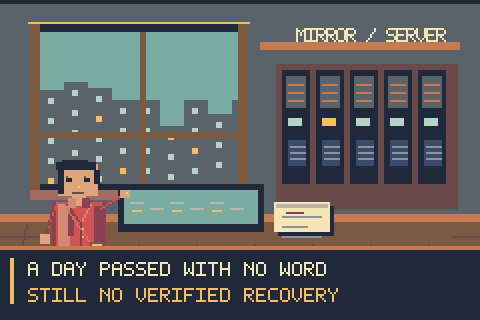 MIRROR / SERVER
A DAY PASSED WITH NO WORD
STILL NO VERIFIED RECOVERY